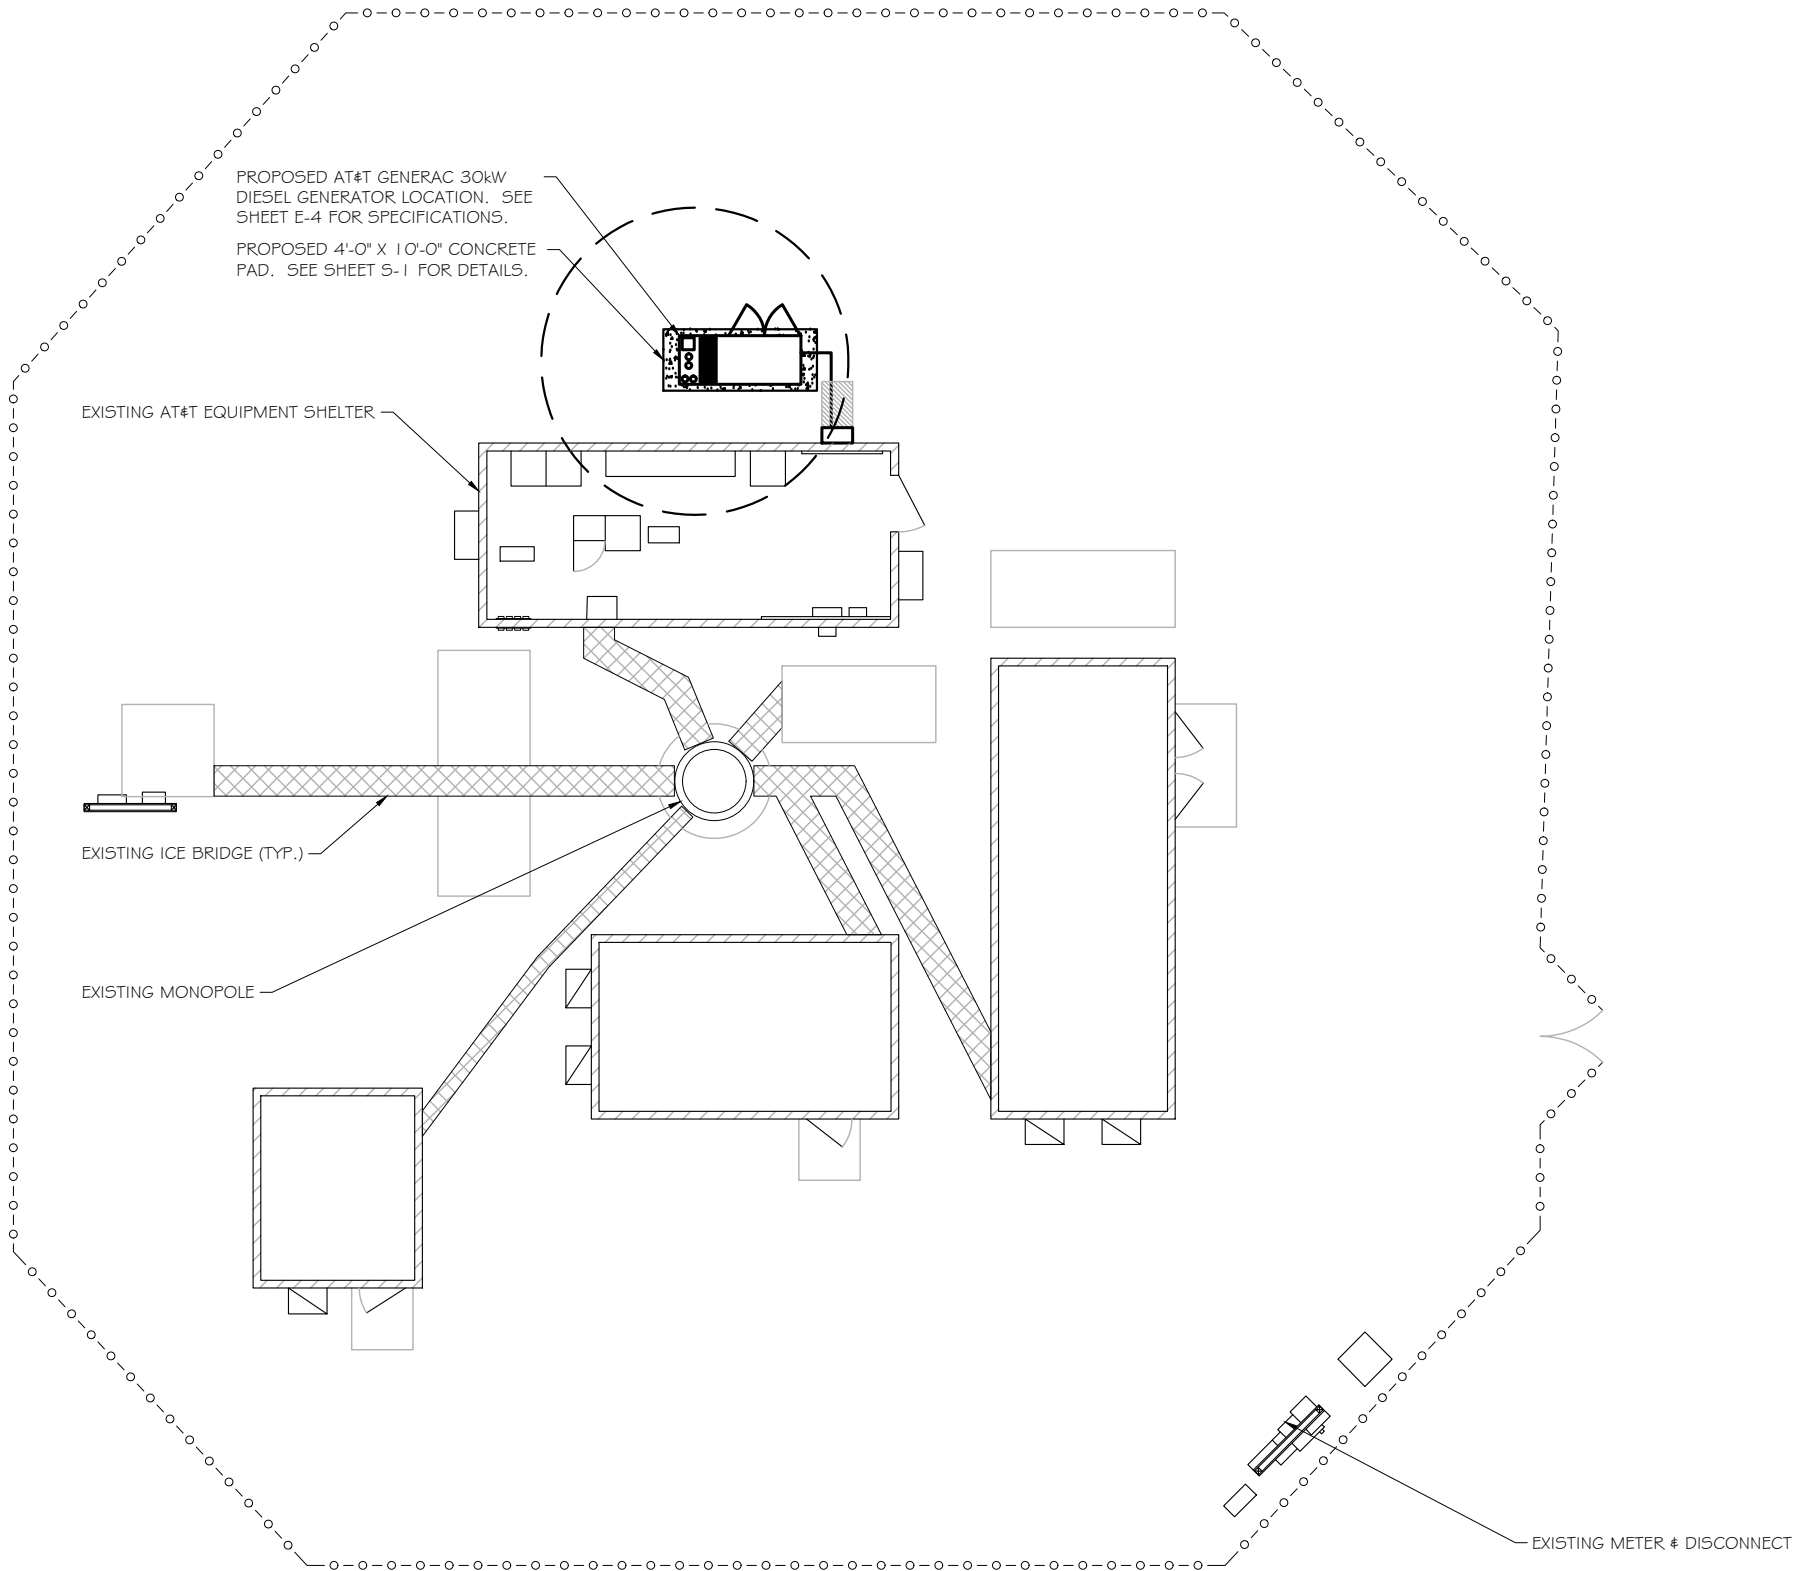 PROPOSED AT&T GENERAC 30kW
DIESEL GENERATOR LOCATION. SEE
SHEET E-4 FOR SPECIFICATIONS.
PROPOSED 4'-0" X 10'-0" CONCRETE
PAD. SEE SHEET S-1 FOR DETAILS.
EXISTING AT&T EQUIPMENT SHELTER
EXISTING ICE BRIDGE (TYP.)
EXISTING MONOPOLE
EXISTING METER & DISCONNECT